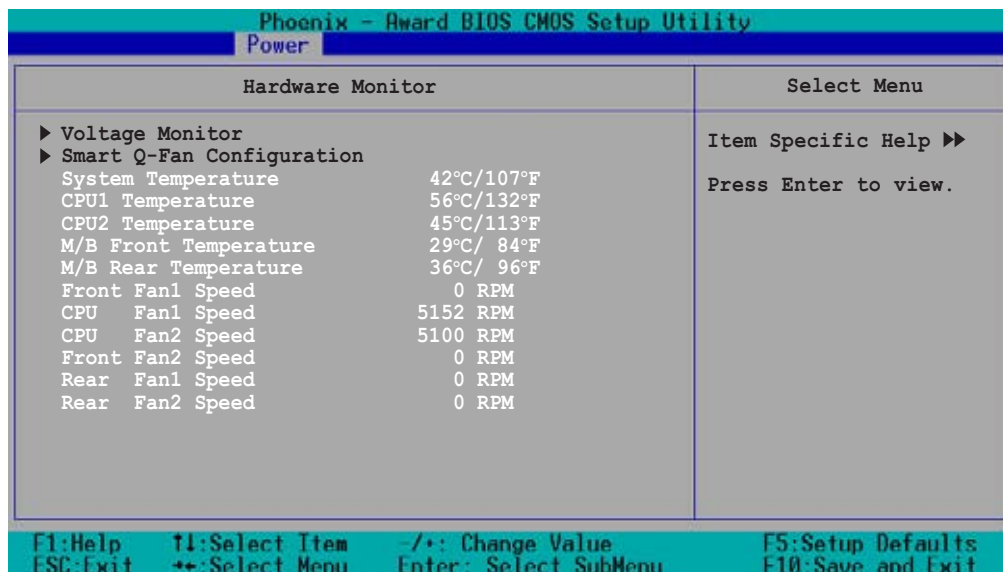 Phoenix - Award BIOS CMOS Setup Utility
Power
Hardware Monitor
Select Menu
Voltage Monitor
Smart Q-Fan Configuration
System Temperature 42°C/107°F
CPU1 Temperature 56°C/132°F
CPU2 Temperature 45°C/113°F
M/B Front Temperature 29°C/ 84°F
M/B Rear Temperature 36°C/ 96°F
Front Fan1 Speed 0 RPM
CPU Fan1 Speed 5152 RPM
CPU Fan2 Speed 5100 RPM
Front Fan2 Speed 0 RPM
Rear Fan1 Speed 0 RPM
Rear Fan2 Speed 0 RPM
Item Specific Help
Press Enter to view.
F1:Help ↑↓:Select Item -/+: Change Value F5:Setup Defaults
ESC:Exit →←:Select Menu Enter: Select SubMenu F10:Save and Exit